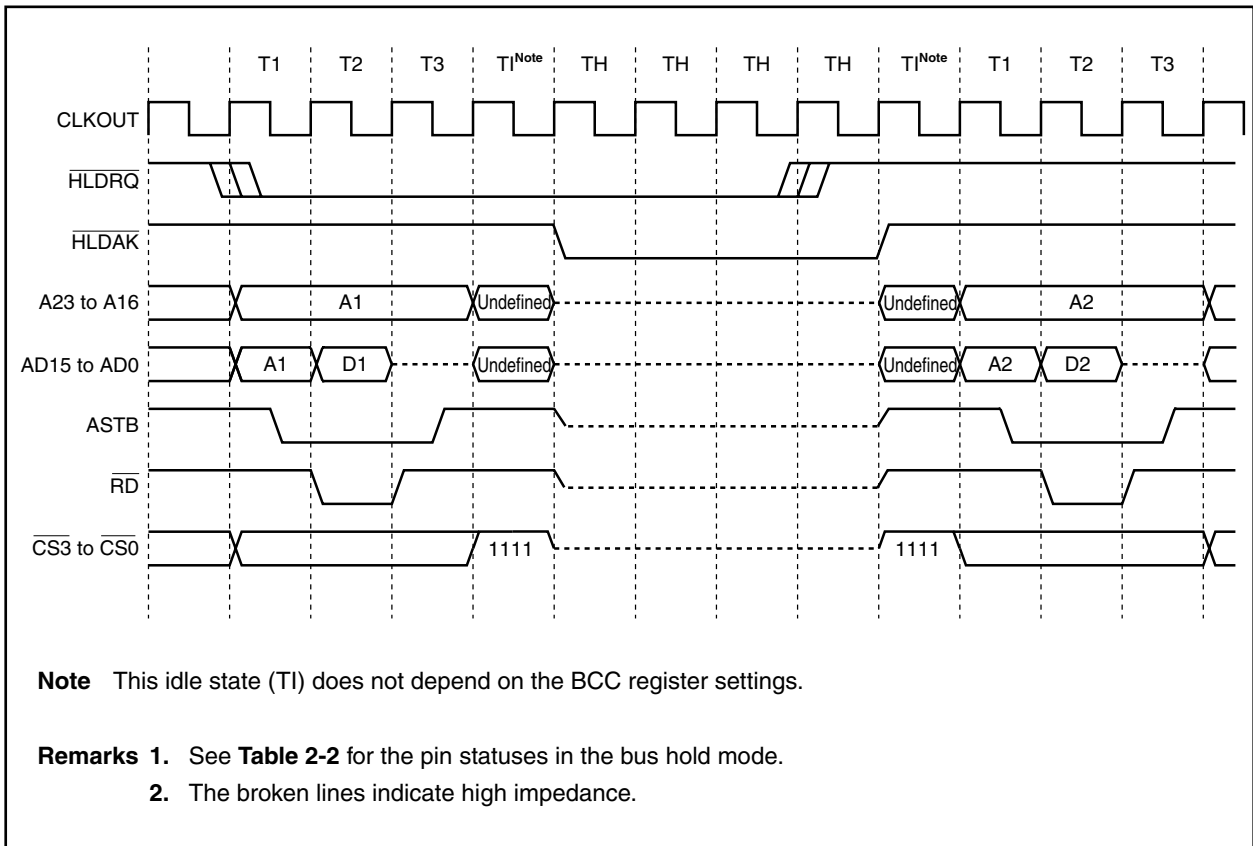 T1 T2 T3 TI^Note TH TH TH TH TI^Note T1 T2 T3
CLKOUT
HLDRQ
HLDAK
A23 to A16 A1 Undefined Undefined A2
AD15 to AD0 A1 D1 Undefined Undefined A2 D2
ASTB
RD
CS3 to CS0 1111 1111
Note This idle state (TI) does not depend on the BCC register settings.
Remarks 1. See Table 2-2 for the pin statuses in the bus hold mode.
2. The broken lines indicate high impedance.